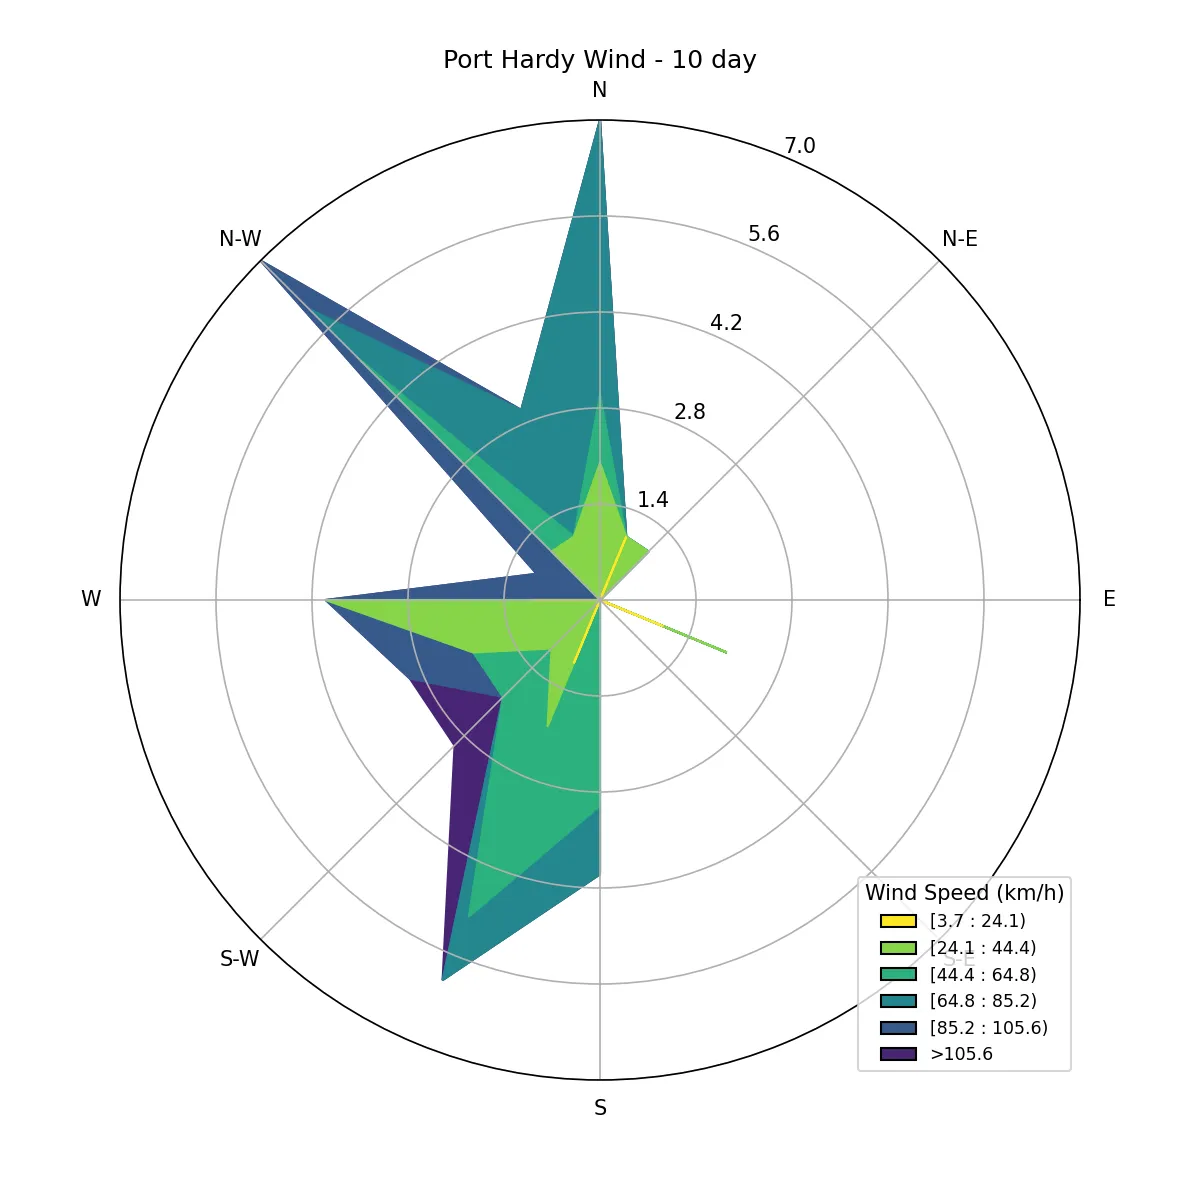 Port Hardy Wind - 10 day
N
7.0
N-W
5.6
N-E
4.2
2.8
1.4
W
E
S-W
S-E
S
Wind Speed (km/h)
[3.7 : 24.1)
[24.1 : 44.4)
[44.4 : 64.8)
[64.8 : 85.2)
[85.2 : 105.6)
>105.6